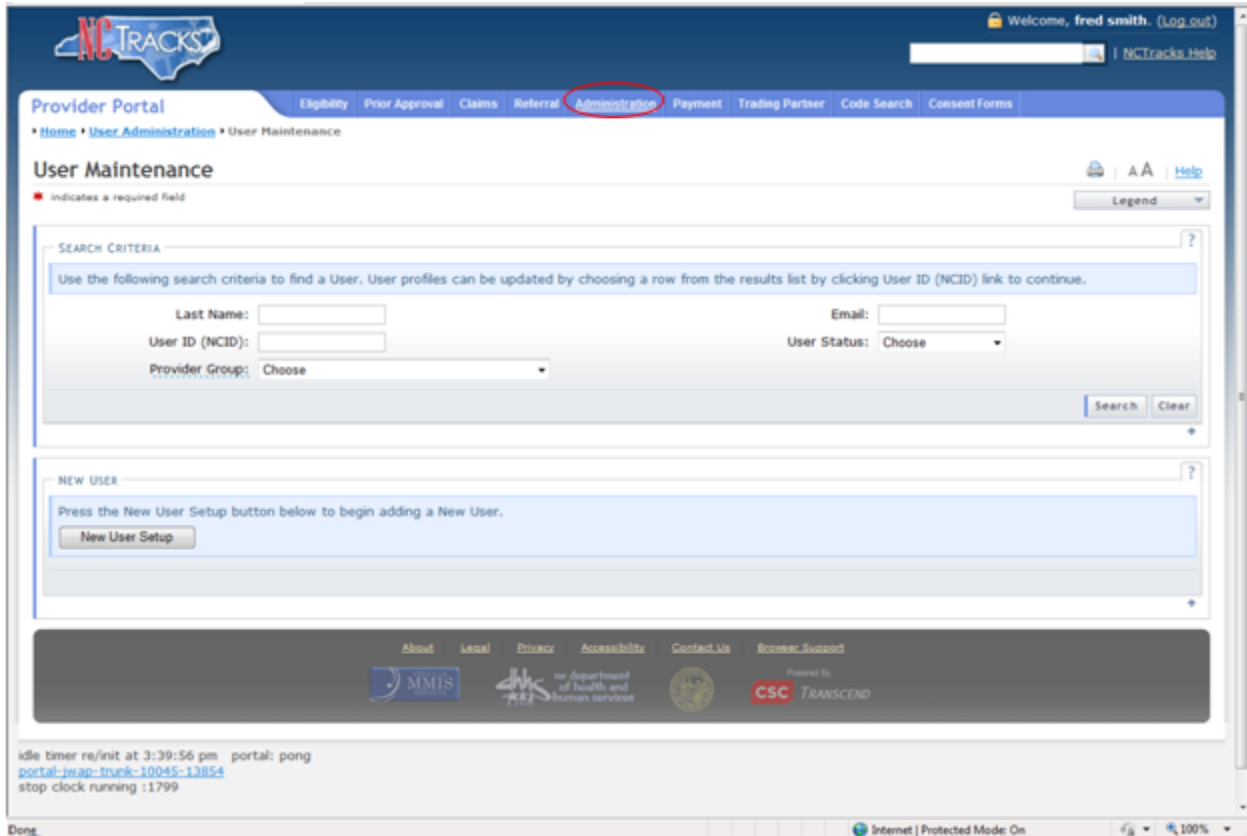 NC TRACKS
Welcome, fred smith. (Log out)
| NCTracks Help
Provider Portal
Eligibility Prior Approval Claims Referral Administration Payment Trading Partner Code Search Consent Forms
Home User Administration User Maintenance
User Maintenance
A A | Help
* indicates a required field
Legend
SEARCH CRITERIA
?
Use the following search criteria to find a User. User profiles can be updated by choosing a row from the results list by clicking User ID (NCID) link to continue.
Last Name:
Email:
User ID (NCID):
User Status: Choose
Provider Group: Choose
Search Clear
NEW USER
?
Press the New User Setup button below to begin adding a New User.
New User Setup
About Legal Privacy Accessibility Contact Us Browser Support
MMIS
nc department
of health and
human services
Powered by...
CSC TRANSCEND
idle timer re/init at 3:39:56 pm portal: pong
portal-jwap-trunk-10045-13854
stop clock running :1799
Done
Internet | Protected Mode: On
100%